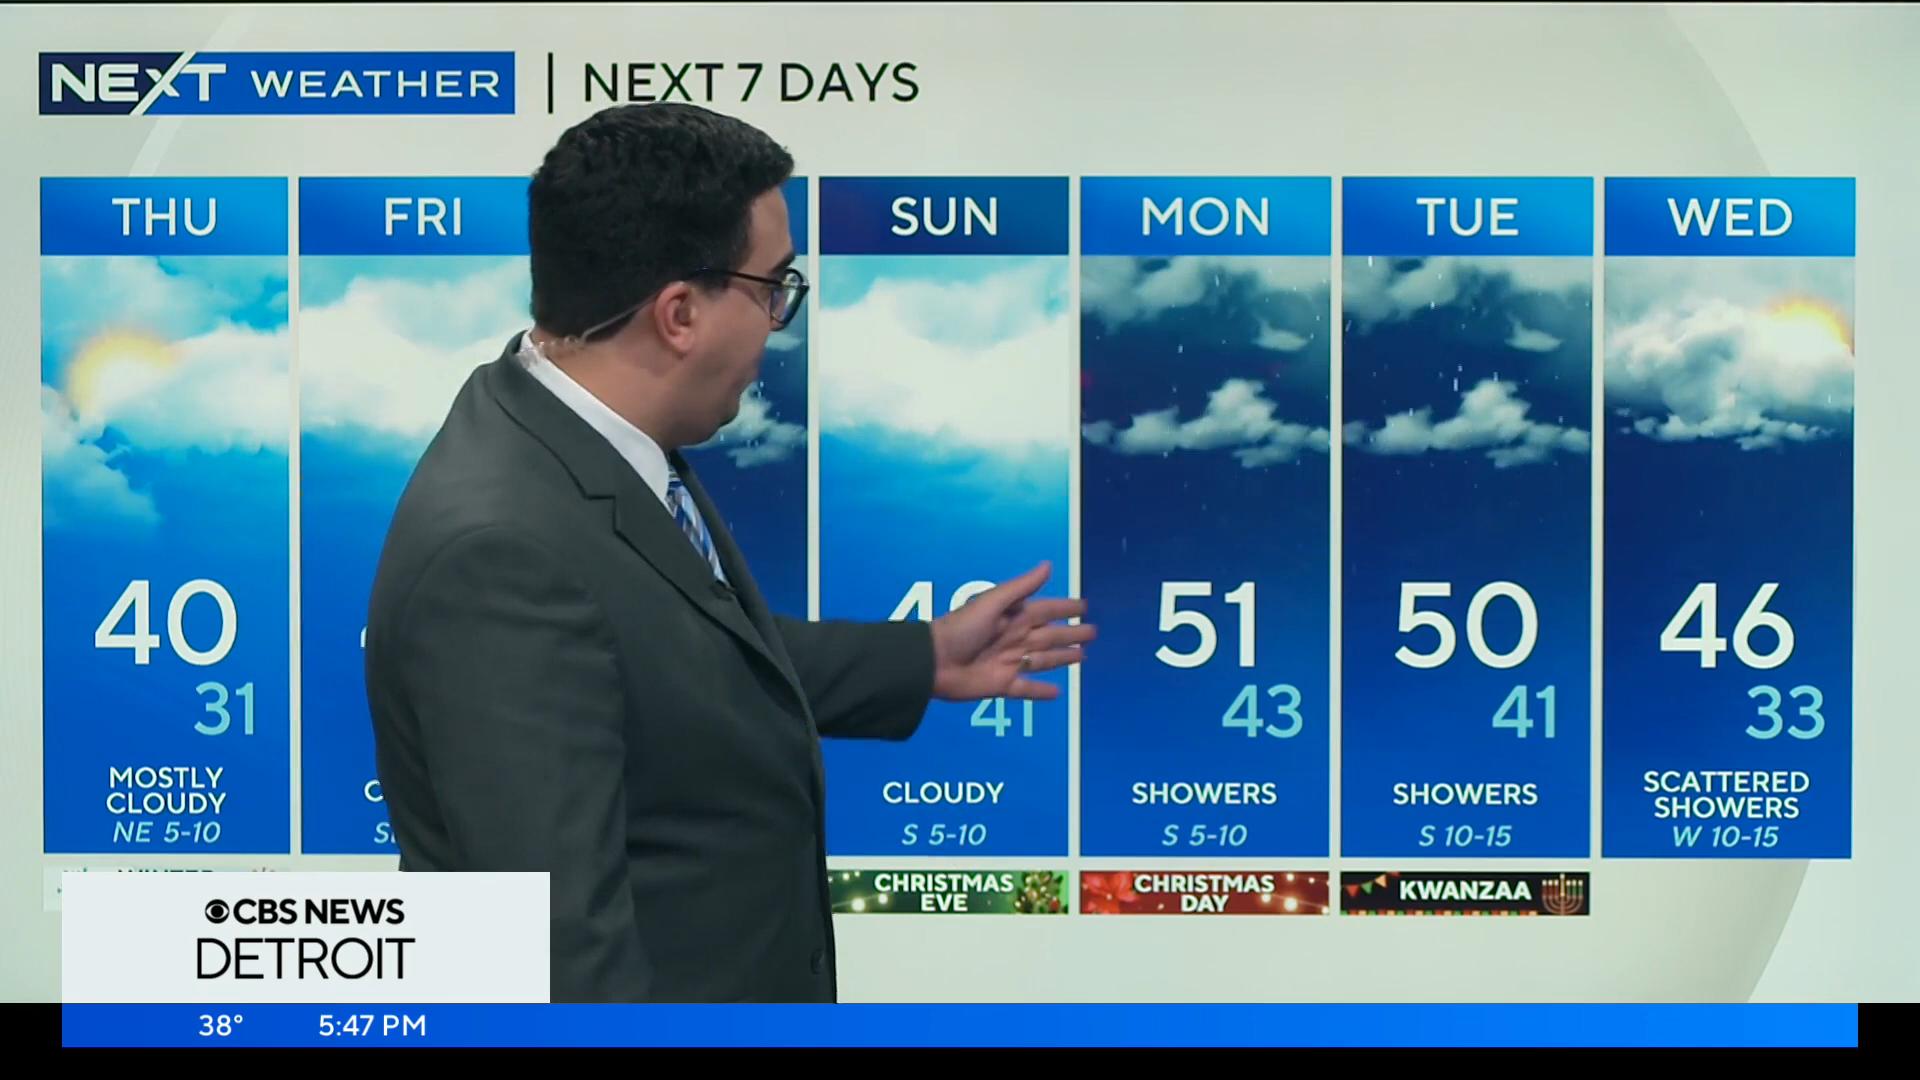 NEXT WEATHER | NEXT 7 DAYS
THU
FRI
SUN
MON
TUE
WED
40
51
50
46
31
41
43
41
33
MOSTLY
CLOUDY
NE 5-10
CLOUDY
S 5-10
SHOWERS
S 5-10
SHOWERS
S 10-15
SCATTERED
SHOWERS
W 10-15
CHRISTMAS
EVE
CHRISTMAS
DAY
KWANZAA
CBS NEWS
DETROIT
38° 5:47 PM